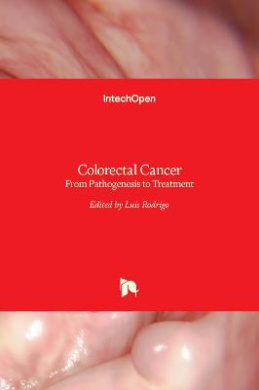 IntechOpen
Colorectal Cancer
From Pathogenesis to Treatment
Edited by Luis Rodrigo